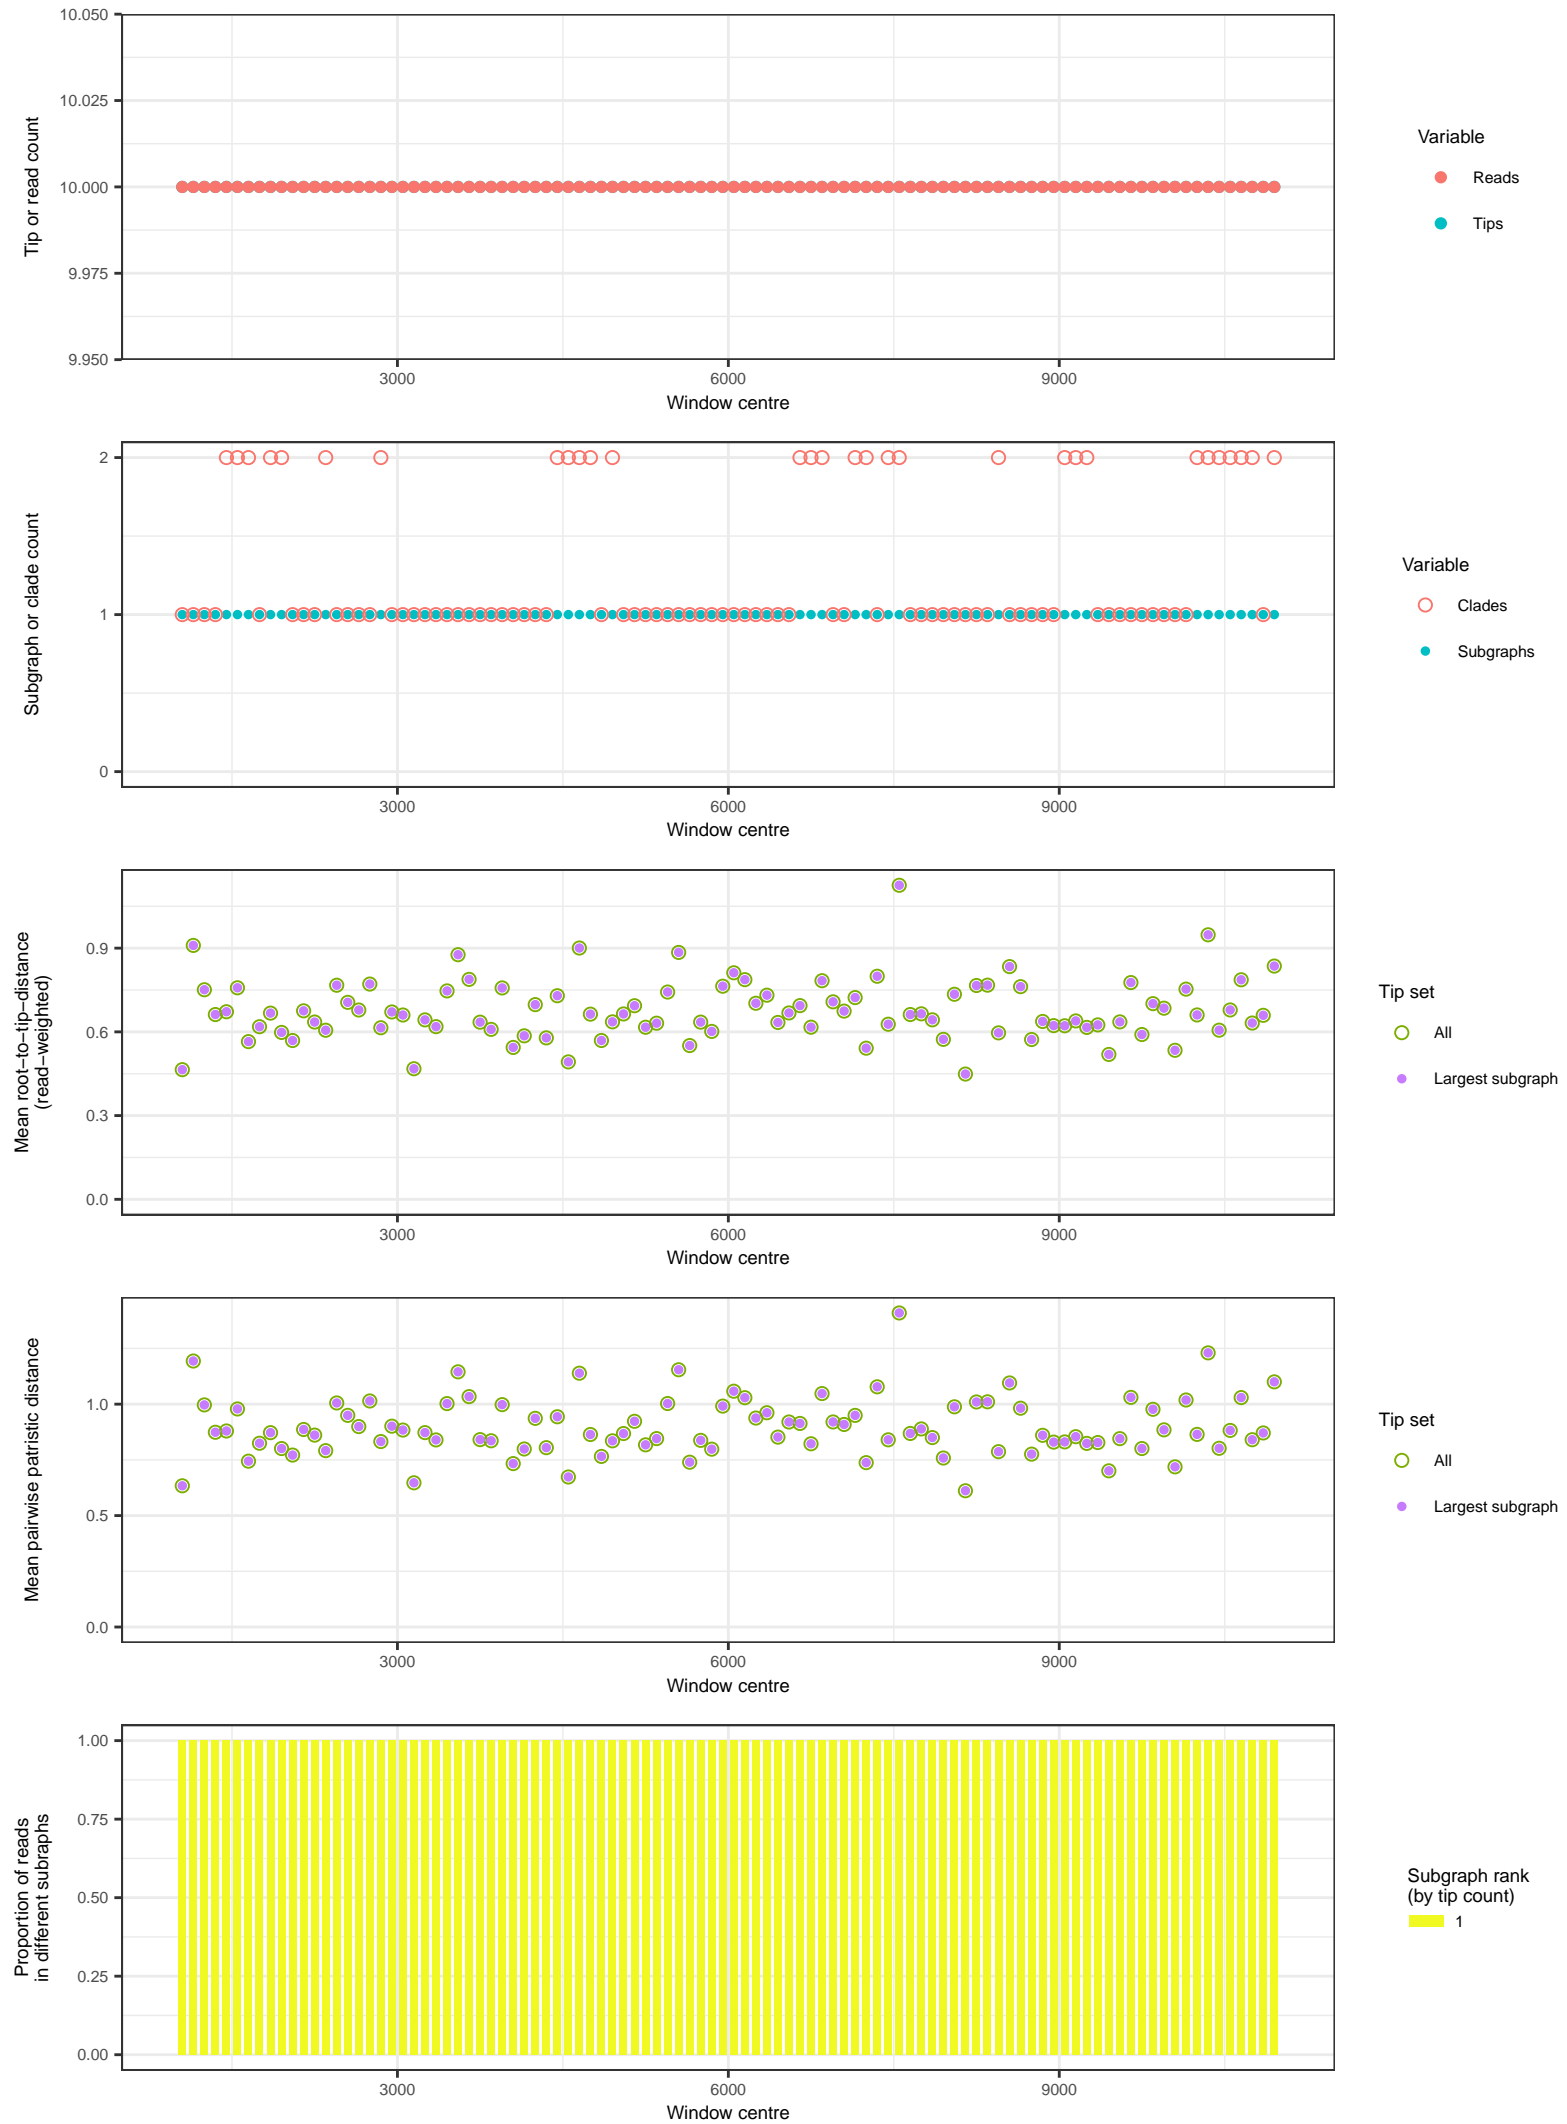 10.050
10.025
10.000
9.975
9.950
Tip or read count
3000 6000 9000
Window centre
Variable
Reads
Tips
2
1
0
Subgraph or clade count
3000 6000 9000
Window centre
Variable
Clades
Subgraphs
0.9
0.6
0.3
0.0
Mean root−to−tip−distance
(read−weighted)
3000 6000 9000
Window centre
Tip set
All
Largest subgraph
1.0
0.5
0.0
Mean pairwise patristic distance
3000 6000 9000
Window centre
Tip set
All
Largest subgraph
1.00
0.75
0.50
0.25
0.00
Proportion of reads
in different subraphs
3000 6000 9000
Window centre
Subgraph rank
(by tip count)
1